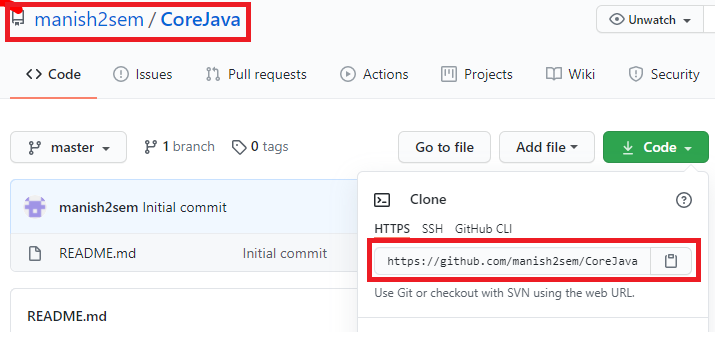 manish2sem / CoreJava
Unwatch
Code Issues Pull requests Actions Projects Wiki Security
master 1 branch 0 tags Go to file Add file Code
manish2sem Initial commit
README.md Initial commit
README.md
Clone
HTTPS SSH GitHub CLI
https://github.com/manish2sem/CoreJava
Use Git or checkout with SVN using the web URL.